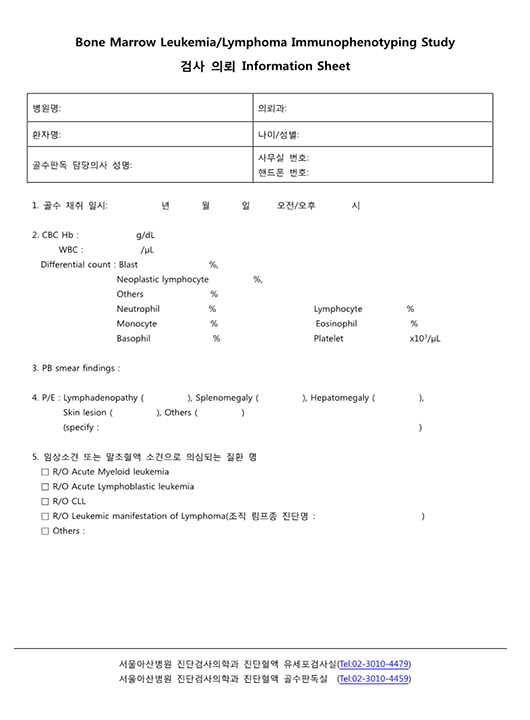 Bone Marrow Leukemia/Lymphoma Immunophenotyping Study
검사 의뢰 Information Sheet
병원명:
의뢰과:
환자명:
나이/성별:
골수판독 담당의사 성명:
사무실 번호:
핸드폰 번호:
1. 골수 채취 일시: 년 월 일 오전/오후 시
2. CBC Hb : g/dL
WBC : /μL
Differential count : Blast %,
Neoplastic lymphocyte %,
Others %
Neutrophil % Lymphocyte %
Monocyte % Eosinophil %
Basophil % Platelet x10³/μL
3. PB smear findings :
4. P/E : Lymphadenopathy ( ), Splenomegaly ( ), Hepatomegaly ( ),
Skin lesion ( ), Others ( )
(specify : )
5. 임상소견 또는 말초혈액 소견으로 의심되는 질환 명
□ R/O Acute Myeloid leukemia
□ R/O Acute Lymphoblastic leukemia
□ R/O CLL
□ R/O Leukemic manifestation of Lymphoma(조직 림프종 진단명 : )
□ Others :
서울아산병원 진단검사의학과 진단혈액 유세포검사실(Tel:02-3010-4479)
서울아산병원 진단검사의학과 진단혈액 골수판독실 (Tel:02-3010-4459)